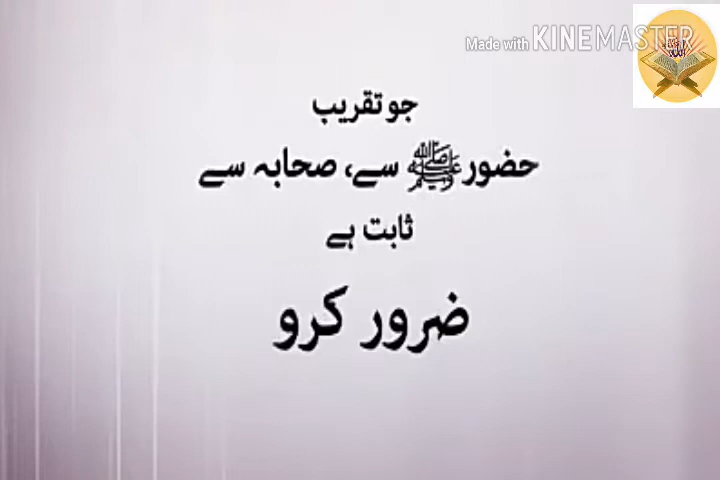 Made with KINEMASTER
جو تقریب
حضور ﷺ سے، صحابہ سے
ثابت ہے
ضرور کرو